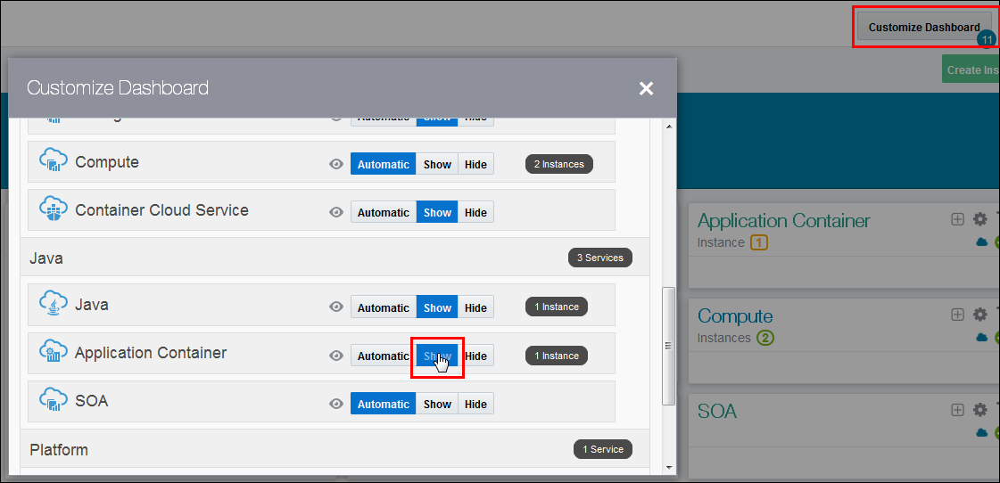 Customize Dashboard
11
Create Ins
Customize Dashboard
Automatic Show Hide
Compute Automatic Show Hide 2 Instances
Container Cloud Service Automatic Show Hide
Java 3 Services
Java Automatic Show Hide 1 Instance
Application Container Automatic Show Hide 1 Instance
SOA Automatic Show Hide
Platform 1 Service
Application Container
Instance 1
Compute
Instances 2
SOA